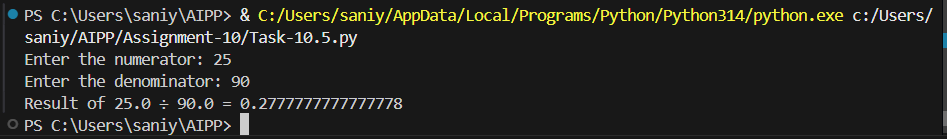 PS C:\Users\saniy\AIPP> & C:/Users/saniy/AppData/Local/Programs/Python/Python314/python.exe c:/Users/
saniy/AIPP/Assignment-10/Task-10.5.py
Enter the numerator: 25
Enter the denominator: 90
Result of 25.0 ÷ 90.0 = 0.2777777777777778
PS C:\Users\saniy\AIPP>